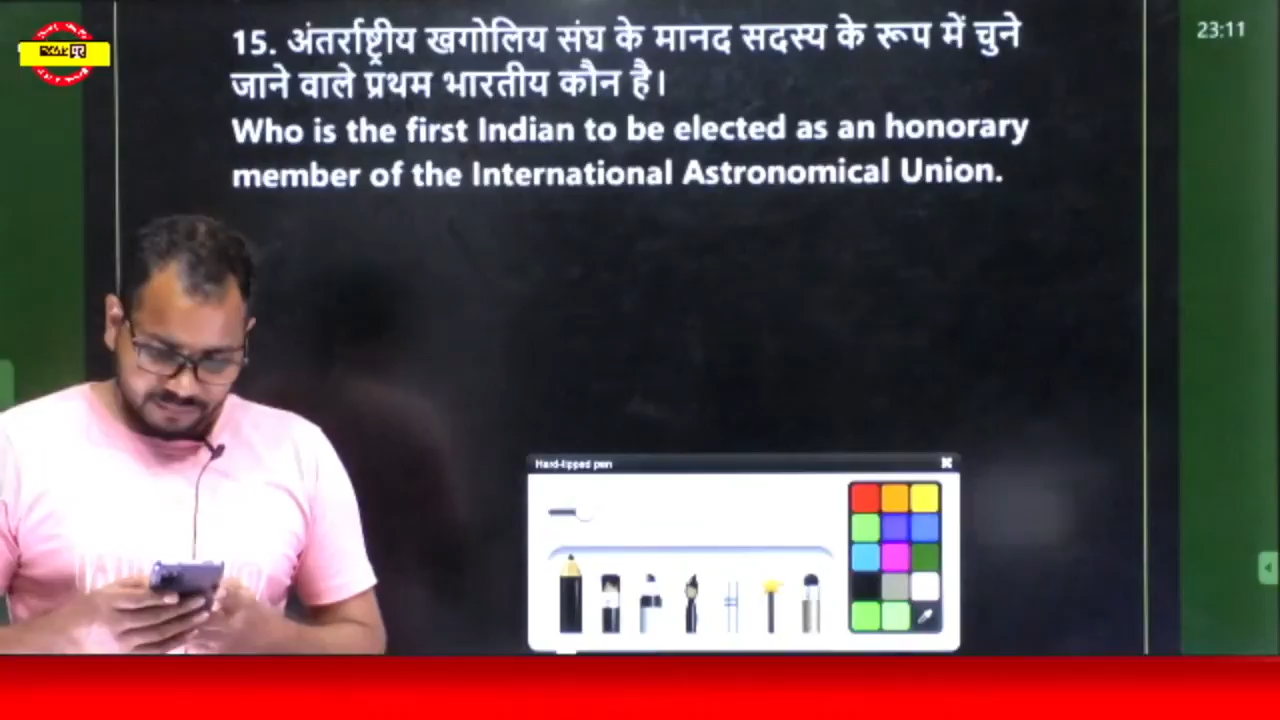 15. अंतर्राष्ट्रीय खगोलिय संघ के मानद सदस्य के रूप में चुने
जाने वाले प्रथम भारतीय कौन है।
Who is the first Indian to be elected as an honorary
member of the International Astronomical Union.
23:11
Hard-tipped pen